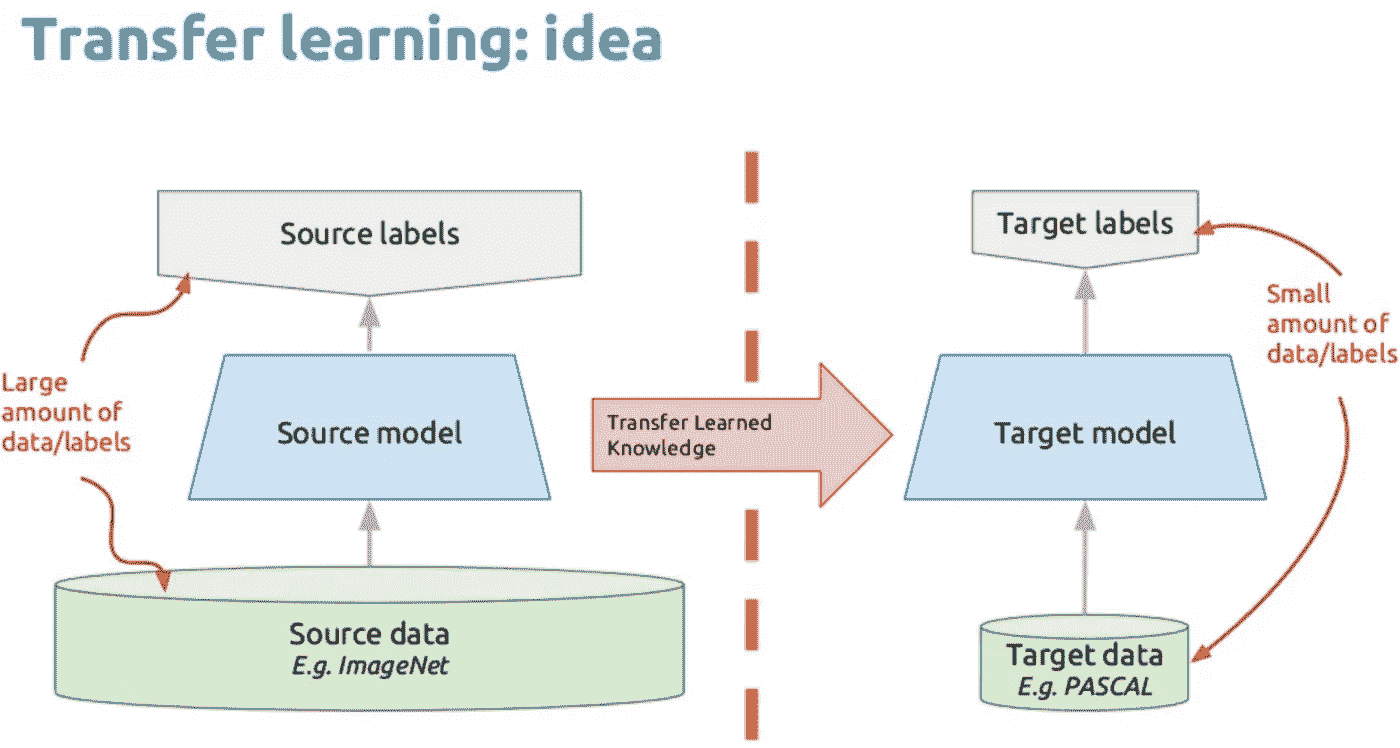 Transfer learning: idea
Source labels
Large
amount of
data/labels
Source model
Source data
E.g. ImageNet
Transfer Learned
Knowledge
Target labels
Small
amount of
data/labels
Target model
Target data
E.g. PASCAL